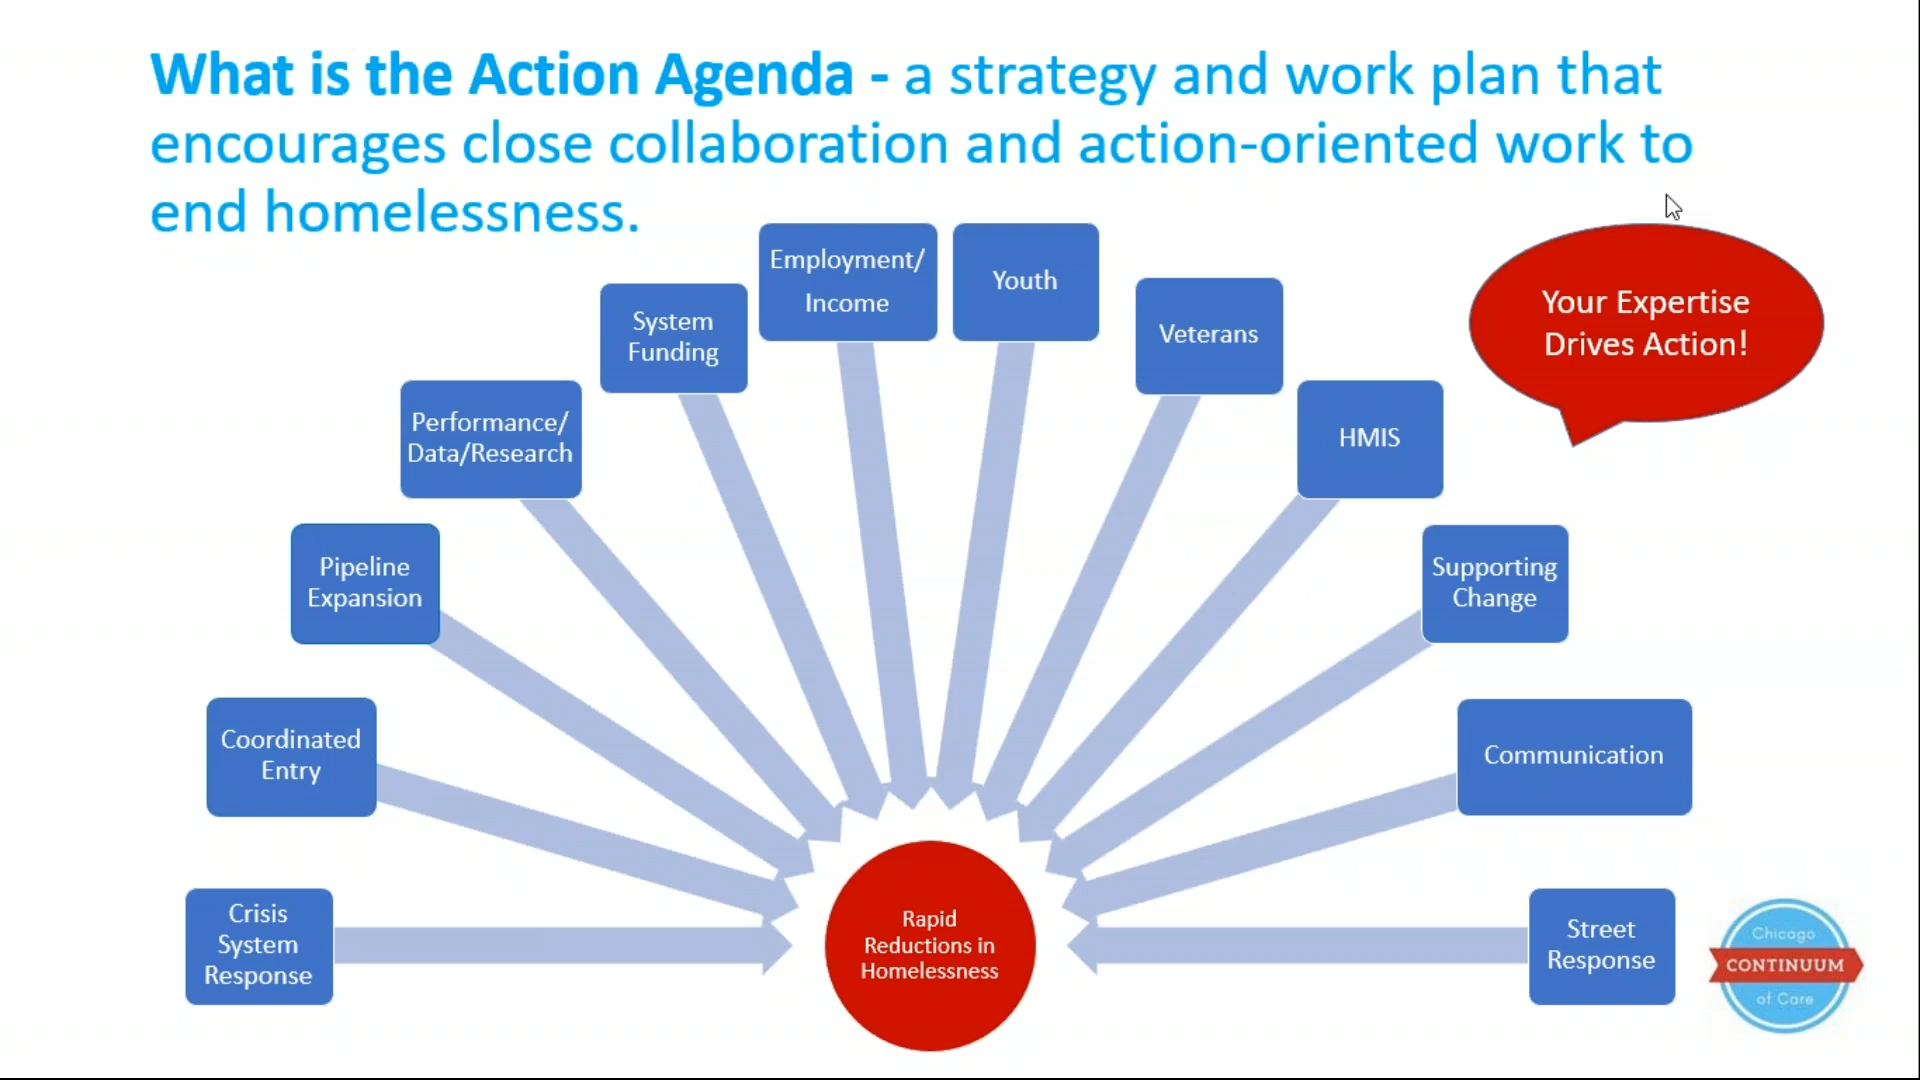 What is the Action Agenda - a strategy and work plan that
encourages close collaboration and action-oriented work to
end homelessness.
Employment/
Income
Youth
System
Funding
Veterans
Your Expertise
Drives Action!
Performance/
Data/Research
HMIS
Pipeline
Expansion
Supporting
Change
Coordinated
Entry
Communication
Crisis
System
Response
Rapid
Reductions in
Homelessness
Street
Response
Chicago
CONTINUUM
of Care